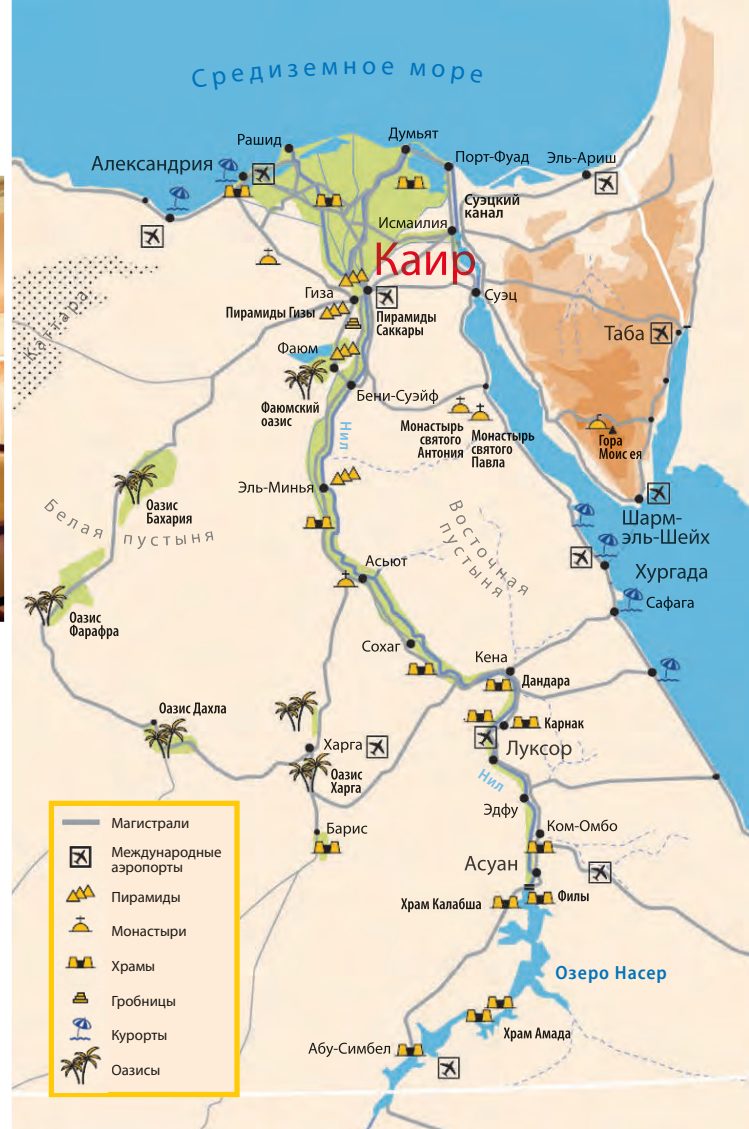 Средиземное море
Рашид
Думьят
Александрия
Порт-Фуад
Эль-Ариш
Суэцкий
канал
Исмаилия
Каир
Гиза
Суэц
Пирамиды Гизы
Пирамиды
Саккары
Каттара
Таба
Фаюм
Фаюмский
оазис
Бени-Суэйф
Нил
Монастырь
святого
Антония
Монастырь
святого
Павла
Гора
Моис ея
Эль-Минья
Оазис
Бахария
Белая пустыня
Восточная
пустыня
Шарм-
эль-Шейх
Хургада
Асьют
Сафага
Оазис
Фарафра
Сохаг
Кена
Дандара
Оазис Дахла
Карнак
Харга
Луксор
Оазис
Харга
Нил
Эдфу
Барис
Ком-Омбо
Асуан
Храм Калабша
Филы
Озеро Насер
Храм Амада
Абу-Симбел
Магистрали
Международные
аэропорты
Пирамиды
Монастыри
Храмы
Гробницы
Курорты
Оазисы